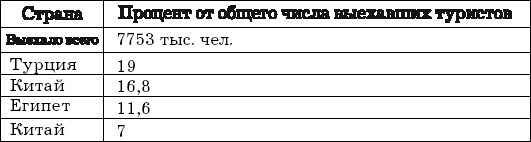 Страна Процент от общего числа выехавших туристов
Выехало всего 7753 тыс. чел.
Турция 19
Китай 16,8
Египет 11,6
Китай 7